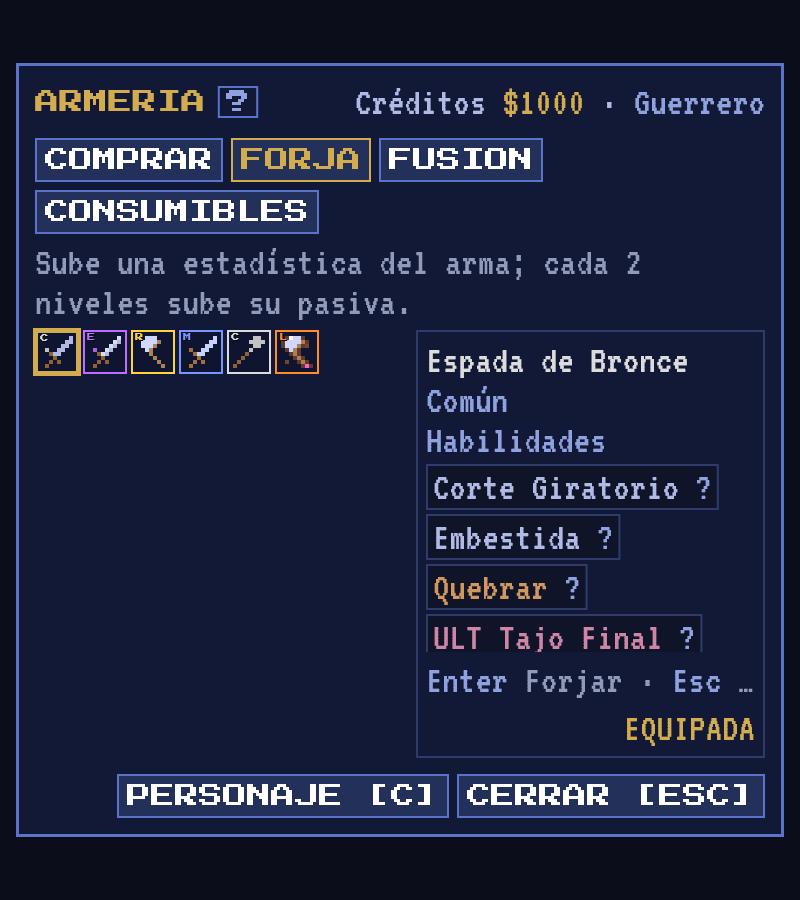 ARMERIA ? Créditos $1000 · Guerrero
COMPRAR FORJA FUSION
CONSUMIBLES
Sube una estadística del arma; cada 2
niveles sube su pasiva.
C E R M C L
Espada de Bronce
Común
Habilidades
Corte Giratorio ?
Embestida ?
Quebrar ?
ULT Tajo Final ?
Enter Forjar · Esc …
EQUIPADA
PERSONAJE [C] CERRAR [ESC]